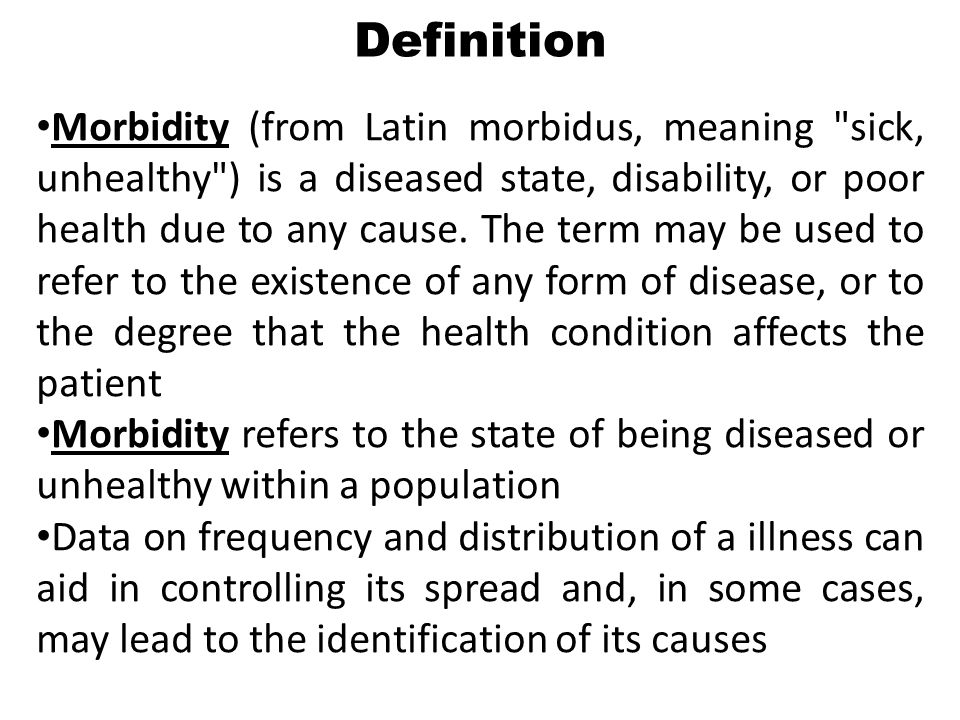 Definition
•Morbidity (from Latin morbidus, meaning "sick,
unhealthy") is a diseased state, disability, or poor
health due to any cause. The term may be used to
refer to the existence of any form of disease, or to
the degree that the health condition affects the
patient
•Morbidity refers to the state of being diseased or
unhealthy within a population
•Data on frequency and distribution of a illness can
aid in controlling its spread and, in some cases,
may lead to the identification of its causes